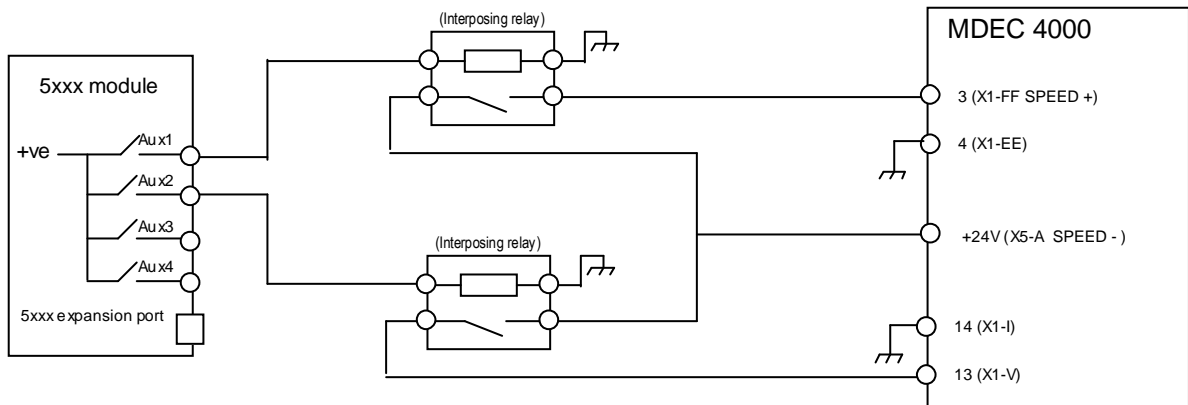 (Interposing relay)
MDEC 4000
5xxx module
+ve
Aux1
Aux2
Aux3
Aux4
5xxx expansion port
(Interposing relay)
3 (X1-FF SPEED +)
4 (X1-EE)
+24V (X5-A SPEED - )
14 (X1-I)
13 (X1-V)